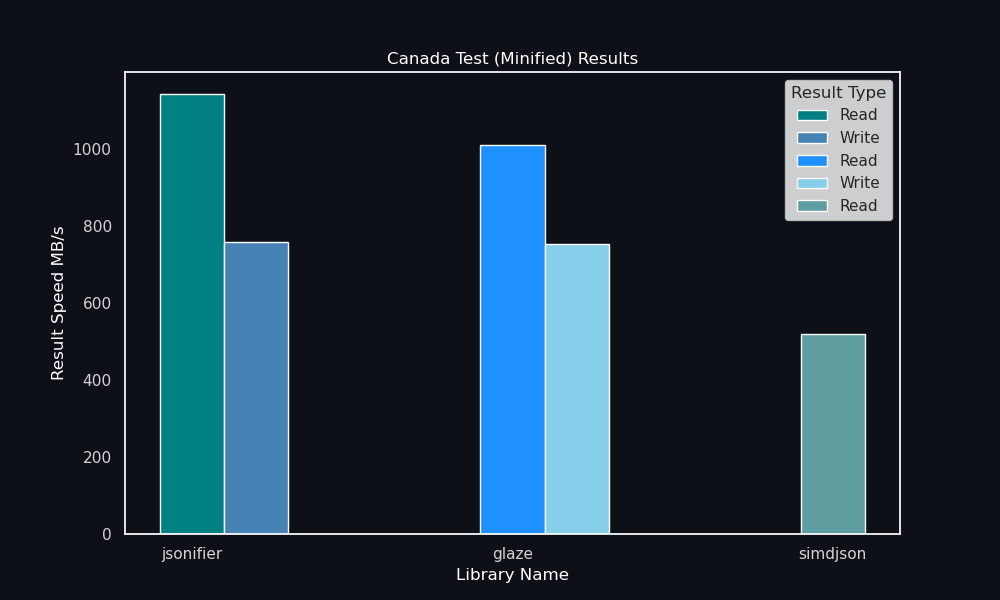 Canada Test (Minified) Results
Result Type
Read
Write
Read
Write
Read
1000
800
600
400
200
0
Result Speed MB/s
jsonifier
glaze
simdjson
Library Name